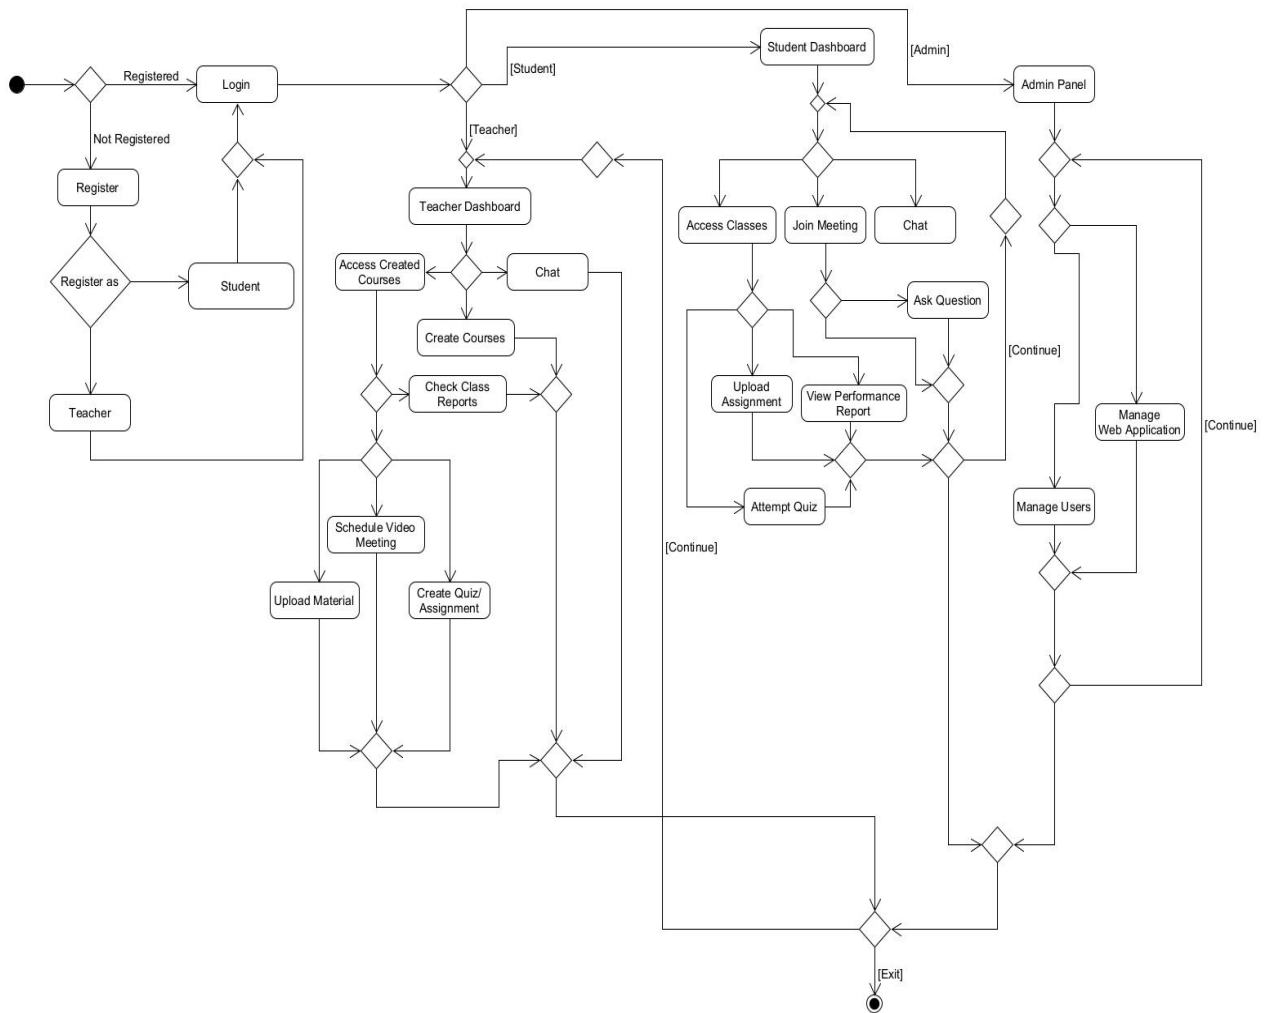 Student Dashboard
[Admin]
[Student]
Registered
Login
Admin Panel
[Teacher]
Not Registered
Register
Teacher Dashboard
Access Classes
Join Meeting
Chat
Access Created
Courses
Chat
Register as
Student
Ask Question
Create Courses
[Continue]
Check Class
Reports
Upload
Assignment
View Performance
Report
Teacher
Manage
Web Application
[Continue]
Attempt Quiz
Manage Users
Schedule Video
Meeting
[Continue]
Upload Material
Create Quiz/
Assignment
[Exit]